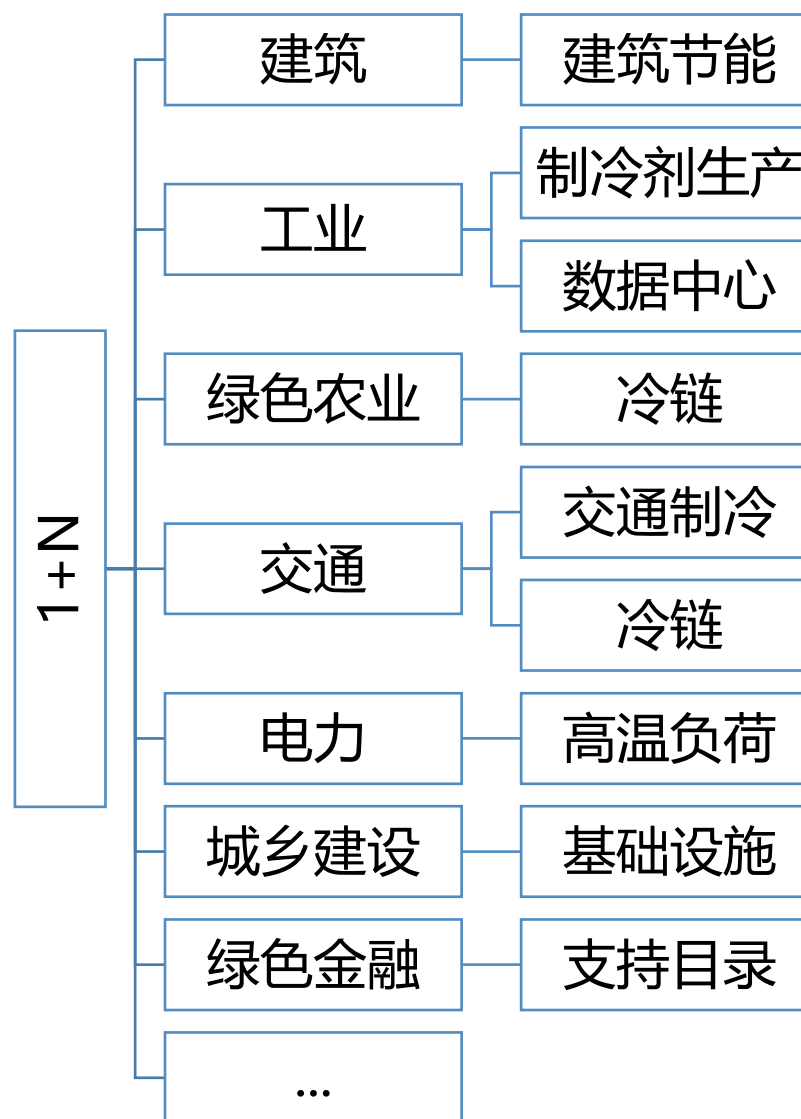 1+N
建筑
建筑节能
工业
制冷剂生产
数据中心
绿色农业
冷链
交通
交通制冷
冷链
电力
高温负荷
城乡建设
基础设施
绿色金融
支持目录
...